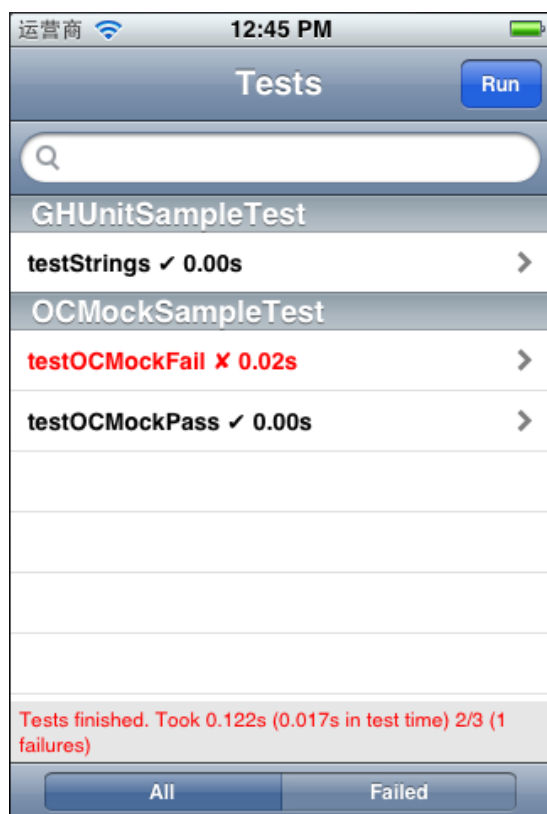 运营商 12:45 PM
Tests Run
GHUnitSampleTest
testStrings ✔ 0.00s
OCMockSampleTest
testOCMockFail ✘ 0.02s
testOCMockPass ✔ 0.00s
Tests finished. Took 0.122s (0.017s in test time) 2/3 (1
failures)
All Failed